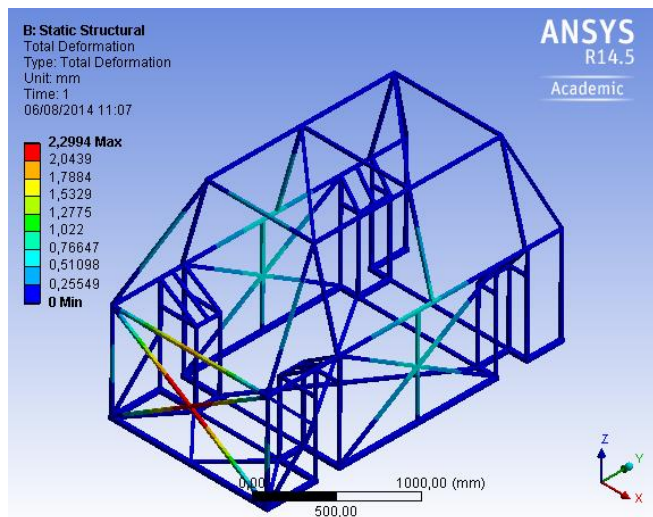 B: Static Structural
Total Deformation
Type: Total Deformation
Unit: mm
Time: 1
06/08/2014 11:07
2,2994 Max
2,0439
1,7884
1,5329
1,2775
1,022
0,76647
0,51098
0,25549
0 Min
ANSYS
R14.5
Academic
0,00
1000,00 (mm)
500,00
Z
Y
X